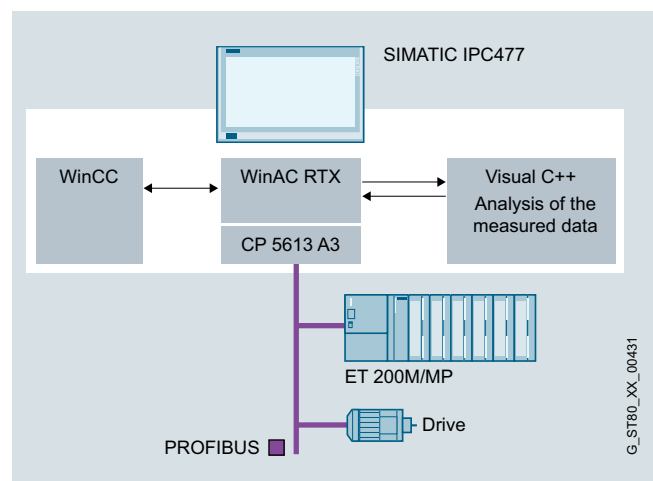 SIMATIC IPC477
WinCC
WinAC RTX
Visual C++
Analysis of the
measured data
CP 5613 A3
ET 200M/MP
Drive
PROFIBUS
G_ST80_XX_00431